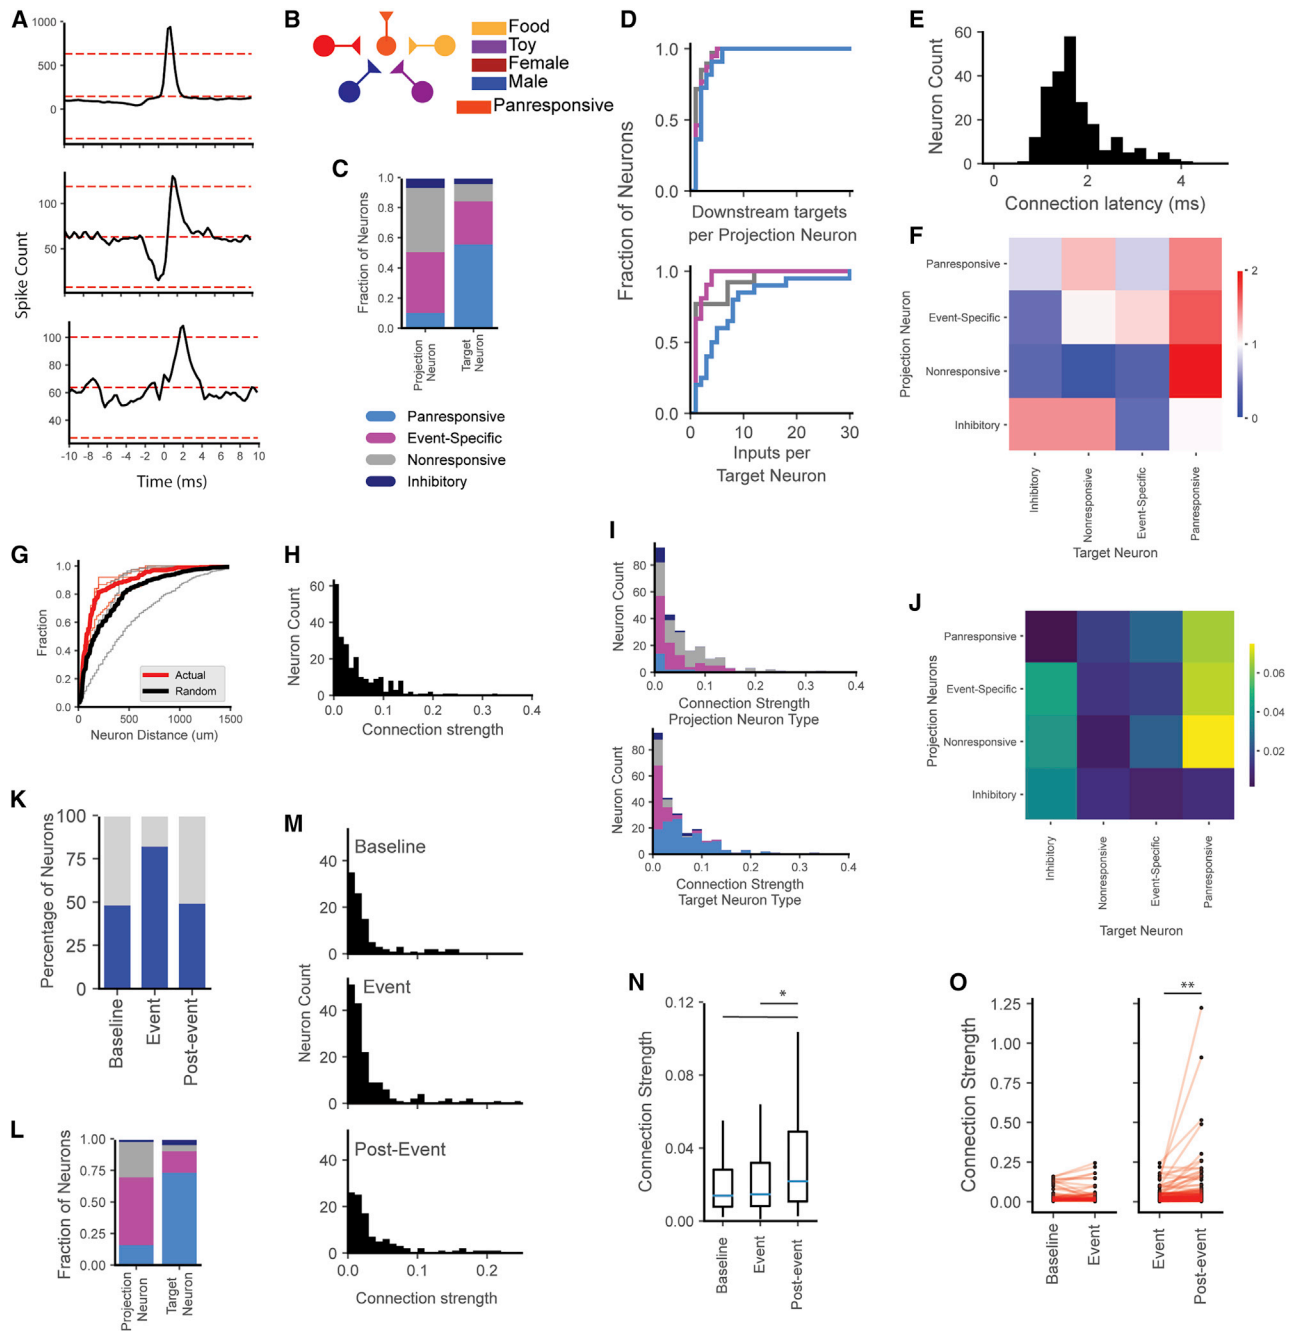 A
1000
500
0
100
50
Spike Count
100
80
60
40
-10 -8 -6 -4 -2 0 2 4 6 8 10
Time (ms)
B
Food
Toy
Female
Male
Panresponsive
C
Fraction of Neurons
1.0
0.8
0.6
0.4
0.2
0.0
Projection Neuron
Target Neuron
Panresponsive
Event-Specific
Nonresponsive
Inhibitory
D
Fraction of Neurons
1.0
0.5
0.0
Downstream targets
per Projection Neuron
1.0
0.5
0.0
0 10 20 30
Inputs per
Target Neuron
E
Neuron Count
60
40
20
0
0 2 4
Connection latency (ms)
F
Projection Neuron
Panresponsive
Event-Specific
Nonresponsive
Inhibitory
2
1
0
Inhibitory
Nonresponsive
Event-Specific
Panresponsive
Target Neuron
G
Fraction
1.0
0.8
0.6
0.4
0.2
0.0
Actual
Random
0 500 1000 1500
Neuron Distance (um)
H
Neuron Count
60
40
20
0
0.0 0.1 0.2 0.3 0.4
Connection strength
I
Neuron Count
80
60
40
20
0
0.0 0.1 0.2 0.3 0.4
Connection Strength
Projection Neuron Type
Neuron Count
80
60
40
20
0
0.0 0.1 0.2 0.3 0.4
Connection Strength
Target Neuron Type
J
Projection Neurons
Panresponsive
Event-Specific
Nonresponsive
Inhibitory
0.06
0.04
0.02
Inhibitory
Nonresponsive
Event-Specific
Panresponsive
Target Neuron
K
Percentage of Neurons
100
75
50
25
0
Baseline
Event
Post-event
L
Fraction of Neurons
1.00
0.75
0.50
0.25
0.00
Projection Neuron
Target Neuron
M
Neuron Count
Baseline
40
20
0
Event
40
20
0
Post-Event
40
20
0
0.0 0.2
Connection strength
N
Connection Strength
0.12
0.08
0.04
0.00
*
Baseline
Event
Post-event
O
Connection Strength
1.25
1.00
0.75
0.50
0.25
0.00
**
Baseline
Event
Event
Post-event